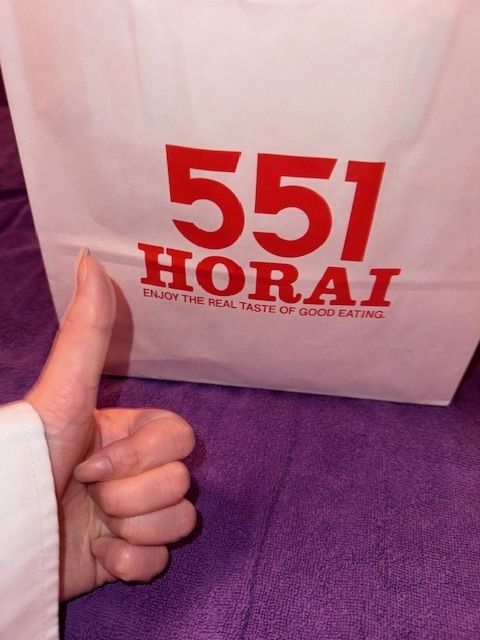 551
HORAI
ENJOY THE REAL TASTE OF GOOD EATING.